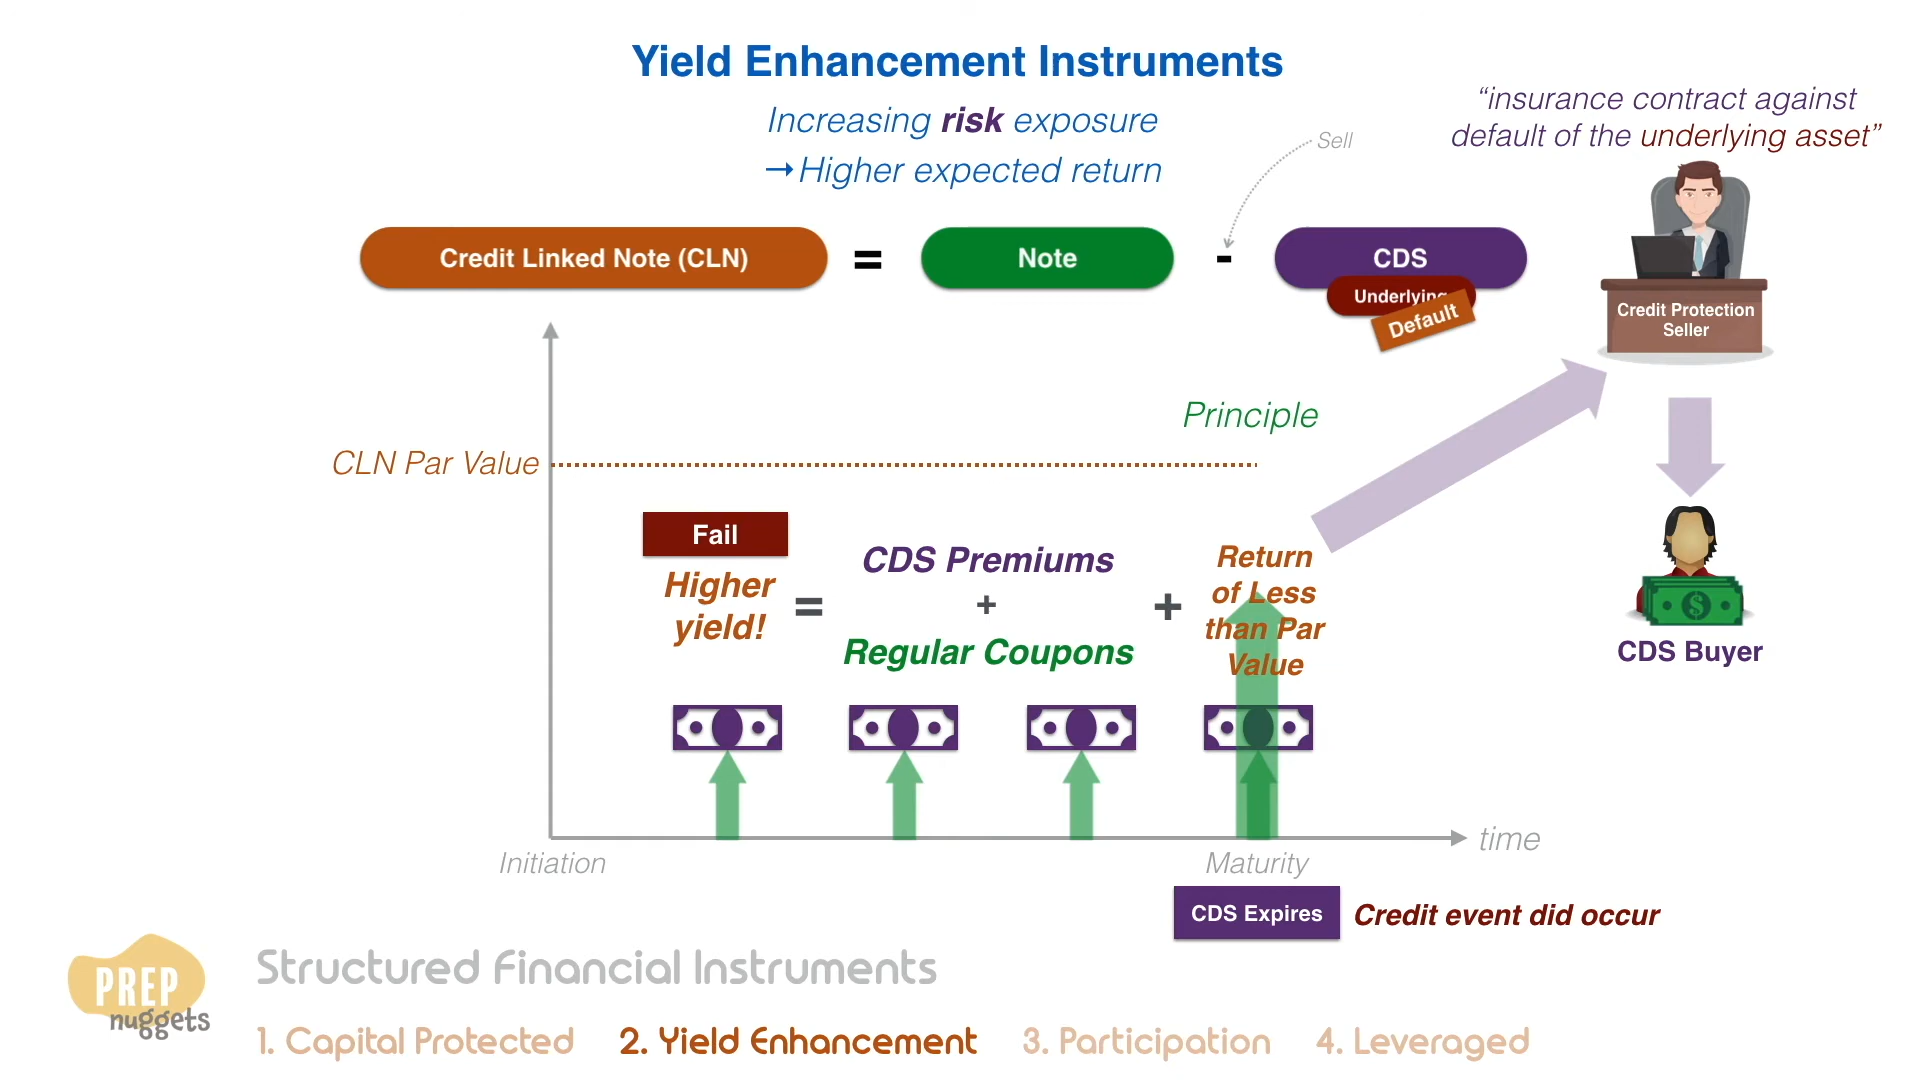 Yield Enhancement Instruments
Increasing risk exposure
→ Higher expected return
Sell
“insurance contract against
default of the underlying asset”
Credit Linked Note (CLN)
=
Note
-
CDS
Underlying
Default
Credit Protection
Seller
Principle
CLN Par Value
Fail
Higher
yield!
=
CDS Premiums
+
Regular Coupons
+
Return
of Less
than Par
Value
$
CDS Buyer
time
Initiation
Maturity
CDS Expires
Credit event did occur
PREP
nuggets
Structured Financial Instruments
1. Capital Protected
2. Yield Enhancement
3. Participation
4. Leveraged